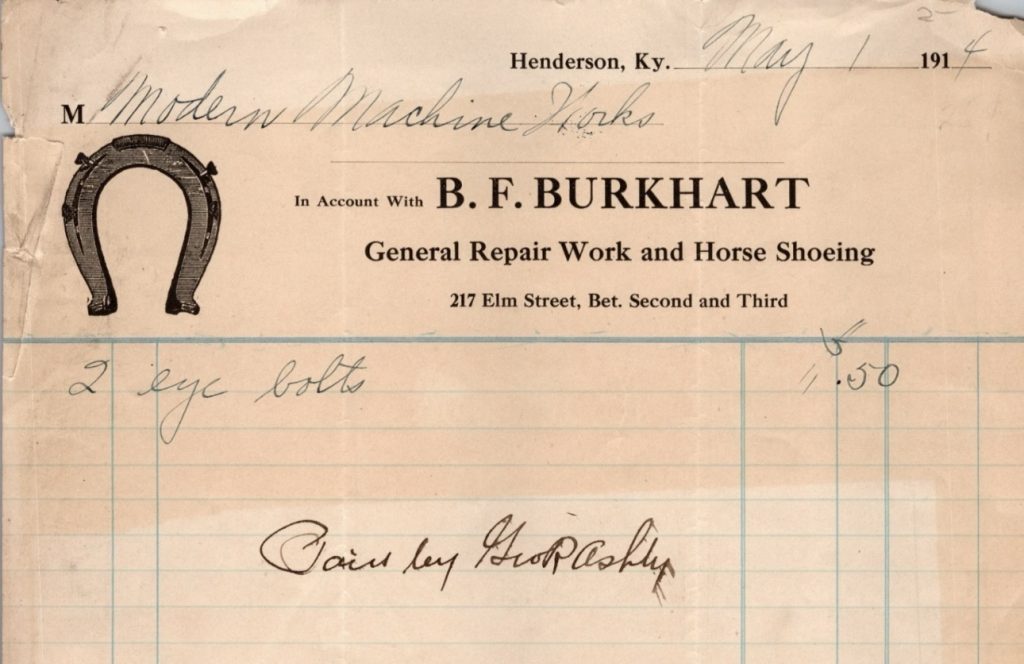 2
Henderson, Ky. May 1 1914
M Modern Machine Works
In Account With B. F. BURKHART
General Repair Work and Horse Shoeing
217 Elm Street, Bet. Second and Third
2 eye bolts .50
Paid by Geo R Ashby